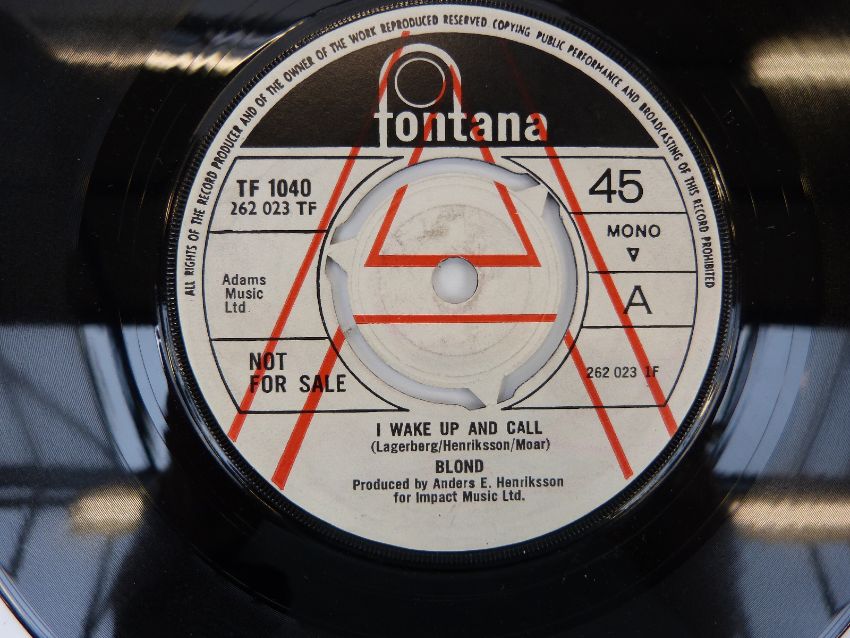 ALL RIGHTS OF THE RECORD PRODUCER AND OF THE OWNER OF THE WORK REPRODUCED RESERVED COPYING PUBLIC PERFORMANCE AND BROADCASTING OF THIS RECORD PROHIBITED
fontana
TF 1040
262 023 TF
45
MONO
Adams
Music
Ltd.
A
NOT
FOR SALE
262 023 1F
I WAKE UP AND CALL
(Lagerberg/Henriksson/Moar)
BLOND
Produced by Anders E. Henriksson
for Impact Music Ltd.